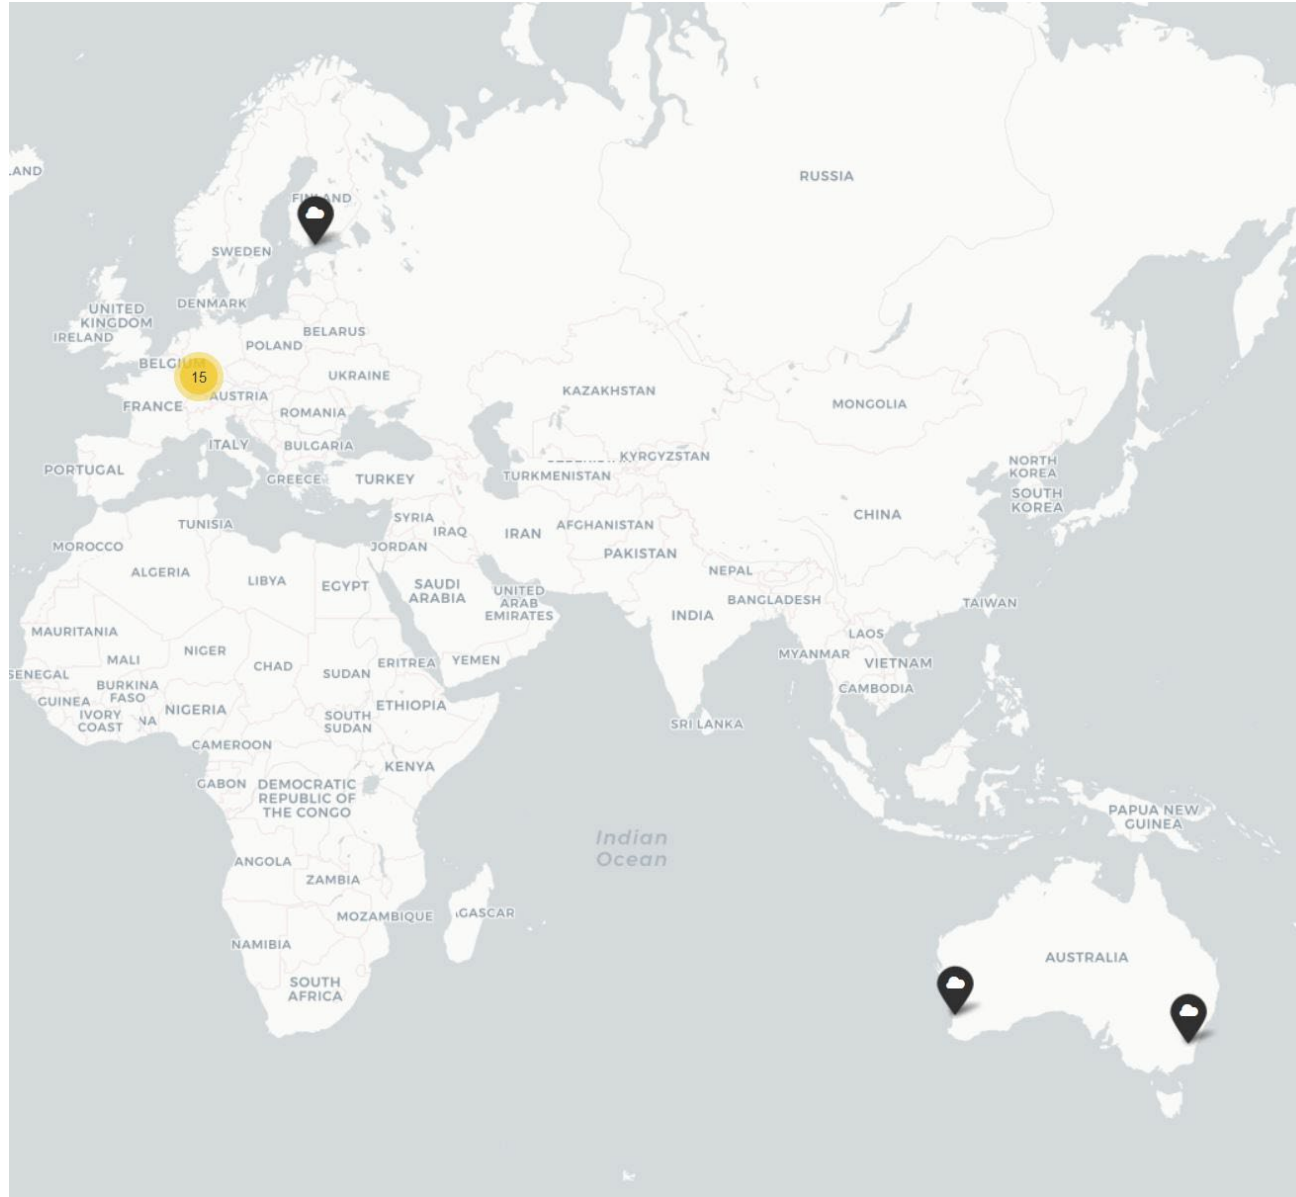 .AND
RUSSIA
FINLAND
SWEDEN
DENMARK
UNITED
KINGDOM
IRELAND
BELARUS
POLAND
BELGIUM
15
UKRAINE
KAZAKHSTAN
AUSTRIA
FRANCE
MONGOLIA
ROMANIA
ITALY
BULGARIA
KYRGYZSTAN
NORTH
KOREA
PORTUGAL
GREECE
TURKEY
TURKMENISTAN
SOUTH
KOREA
CHINA
TUNISIA
SYRIA
IRAQ
IRAN
AFGHANISTAN
MOROCCO
JORDAN
PAKISTAN
ALGERIA
LIBYA
EGYPT
SAUDI
ARABIA
UNITED
ARAB
EMIRATES
NEPAL
BANGLADESH
INDIA
TAIWAN
MAURITANIA
LAOS
MALI
NIGER
CHAD
SUDAN
ERITREA
YEMEN
MYANMAR
VIETNAM
SENEGAL
BURKINA
FASO
CAMBODIA
GUINEA
IVORY
COAST
NA
NIGERIA
SOUTH
SUDAN
ETHIOPIA
SRI LANKA
CAMEROON
KENYA
GABON
DEMOCRATIC
REPUBLIC OF
THE CONGO
PAPUA NEW
GUINEA
Indian
Ocean
ANGOLA
ZAMBIA
MOZAMBIQUE
AGASCAR
NAMIBIA
AUSTRALIA
SOUTH
AFRICA